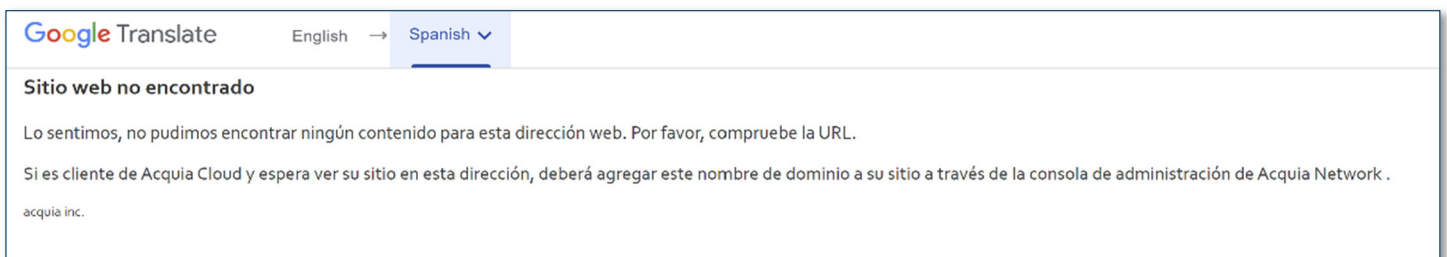 Google Translate English → Spanish
Sitio web no encontrado
Lo sentimos, no pudimos encontrar ningún contenido para esta dirección web. Por favor, compruebe la URL.
Si es cliente de Acquia Cloud y espera ver su sitio en esta dirección, deberá agregar este nombre de dominio a su sitio a través de la consola de administración de Acquia Network .
acquia inc.